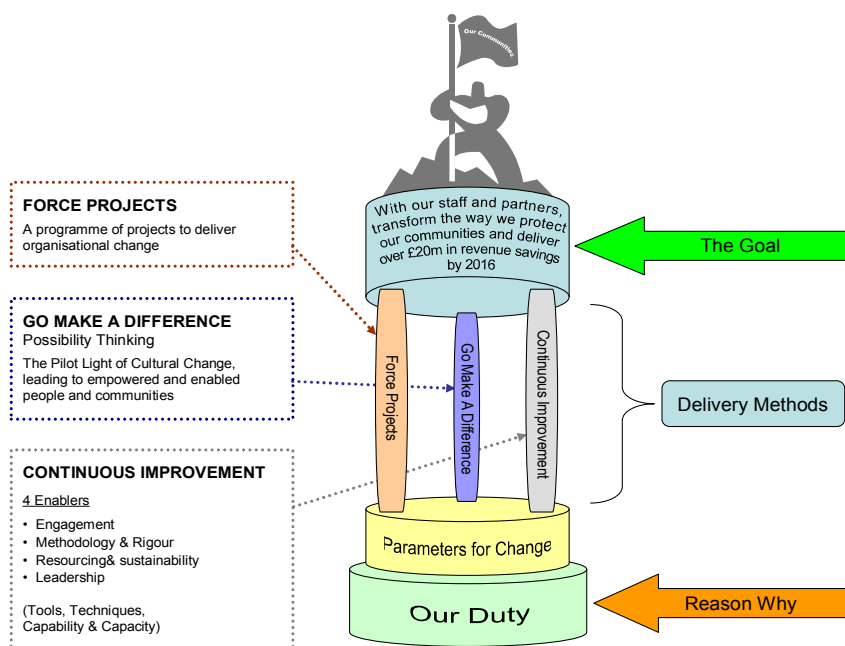 Our Communities
With our staff and partners,
transform the way we protect
our communities and deliver
over £20m in revenue savings
by 2016
The Goal
FORCE PROJECTS
A programme of projects to deliver
organisational change
GO MAKE A DIFFERENCE
Possibility Thinking
The Pilot Light of Cultural Change,
leading to empowered and enabled
people and communities
CONTINUOUS IMPROVEMENT
4 Enablers
• Engagement
• Methodology & Rigour
• Resourcing& sustainability
• Leadership
(Tools, Techniques,
Capability & Capacity)
Force Projects
Go Make A Difference
Continuous Improvement
Delivery Methods
Parameters for Change
Our Duty
Reason Why